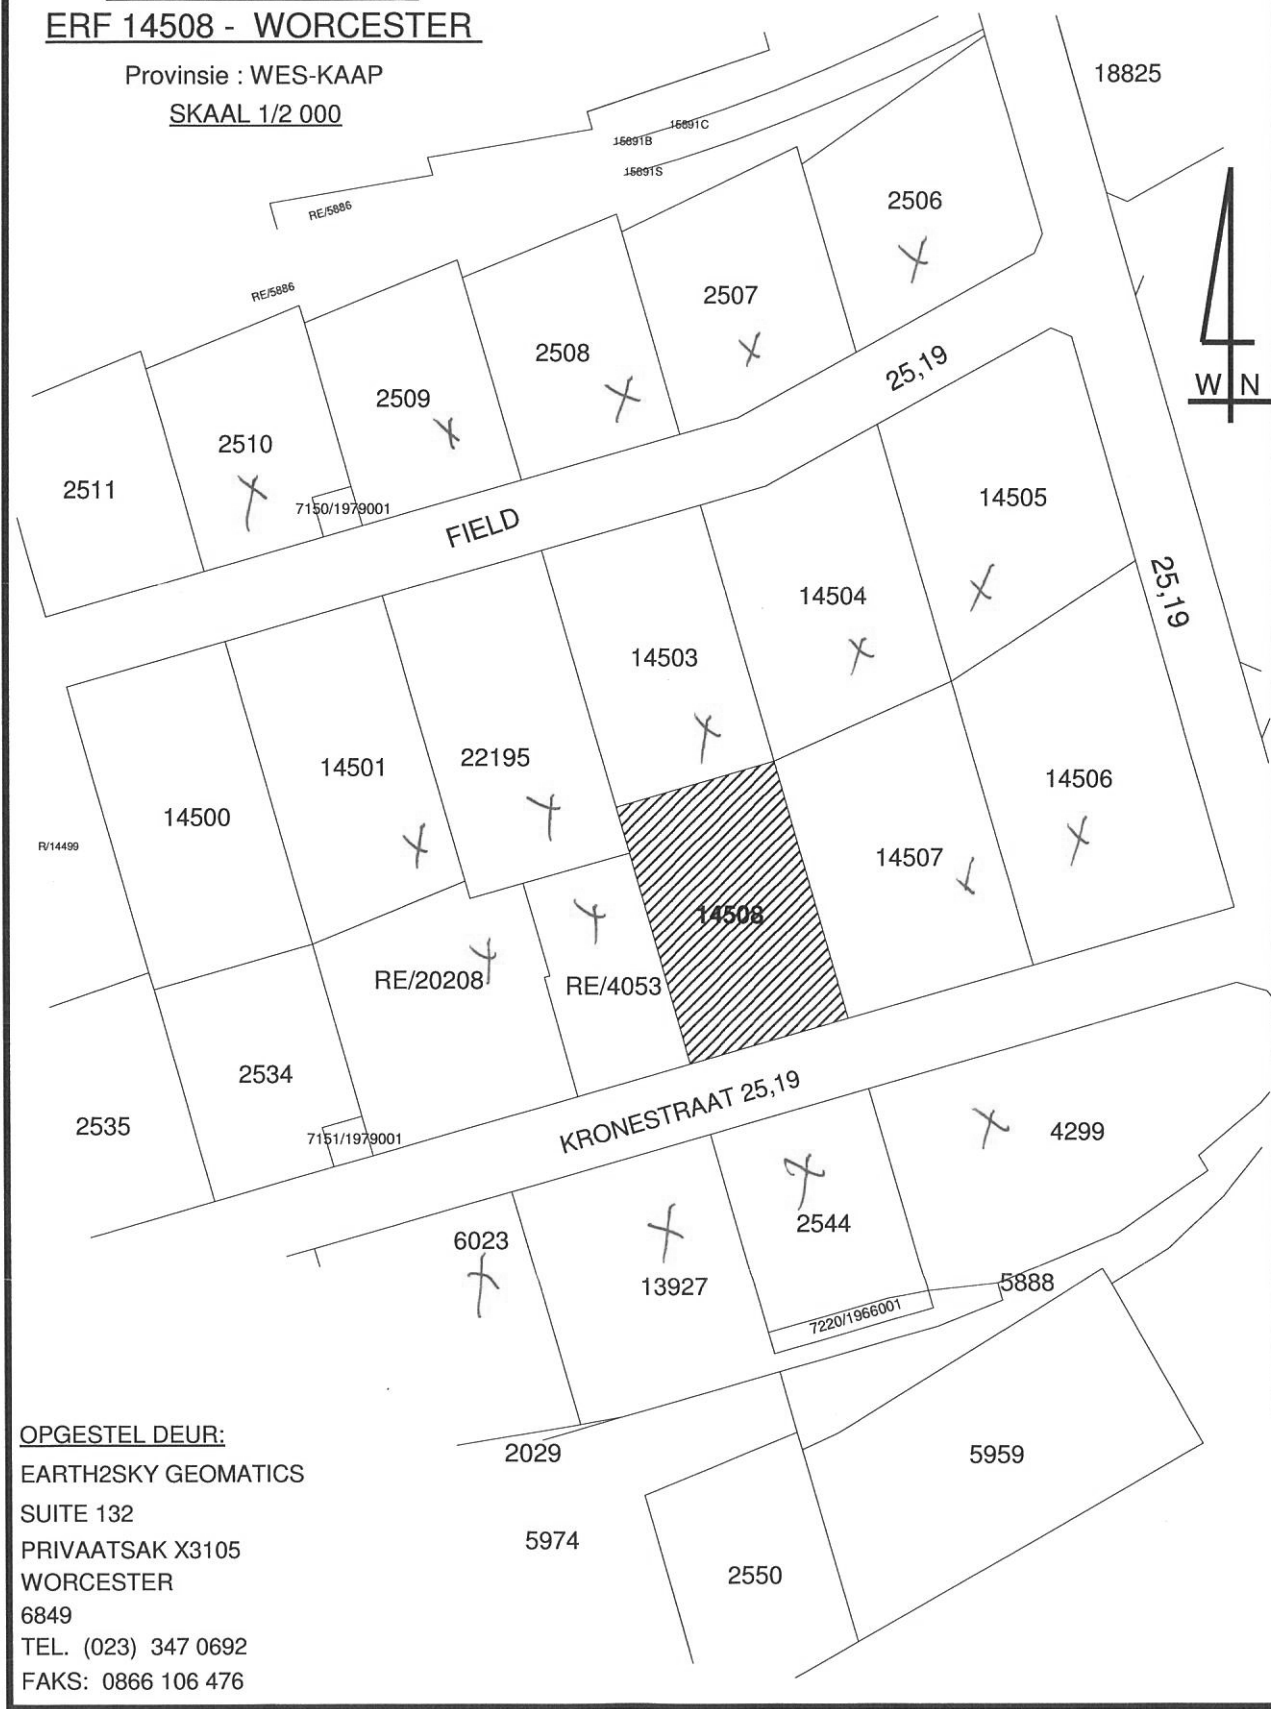 ERF 14508 - WORCESTER
Provinsie : WES-KAAP
SKAAL 1/2 000
18825
15891C
15891B
15891S
RE/5886
2506
RE/5886
2507
2508
25,19
2509
W N
2510
2511
7150/1979001
FIELD
14505
14504
25,19
14503
22195
14501
14506
14500
R/14499
14507
14508
RE/20208
RE/4053
2534
2535
7151/1979001
KRONESTRAAT 25,19
4299
2544
6023
13927
5888
7220/1966001
OPGESTEL DEUR:
EARTH2SKY GEOMATICS
SUITE 132
PRIVAATSAK X3105
WORCESTER
6849
TEL. (023) 347 0692
FAKS: 0866 106 476
2029
5959
5974
2550